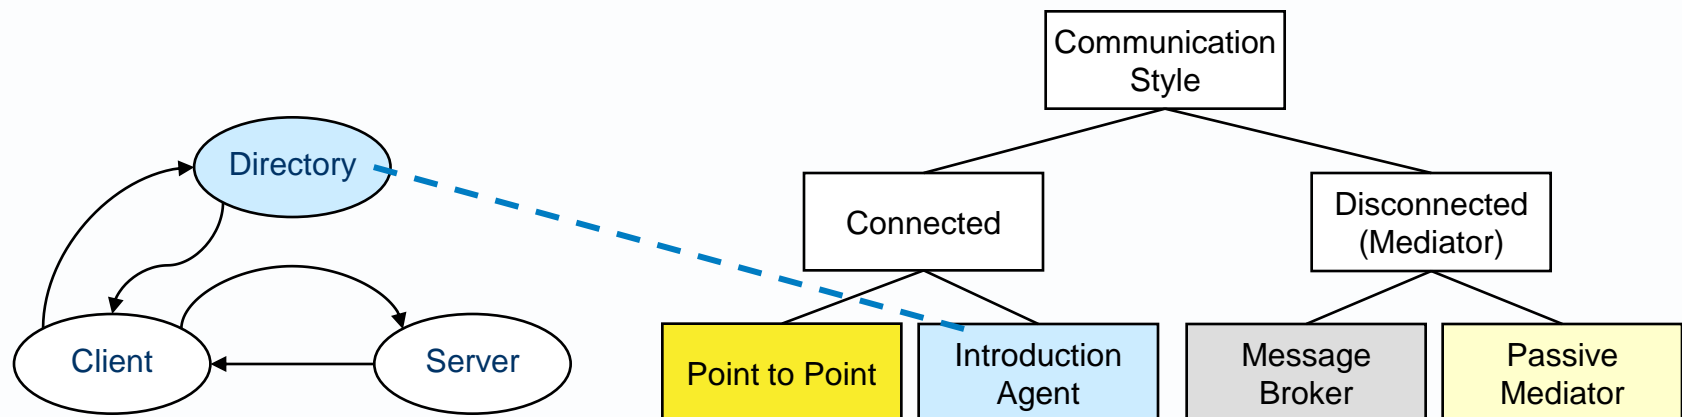 Communication
Style
Directory
Connected
Disconnected
(Mediator)
Client
Server
Point to Point
Introduction
Agent
Message
Broker
Passive
Mediator